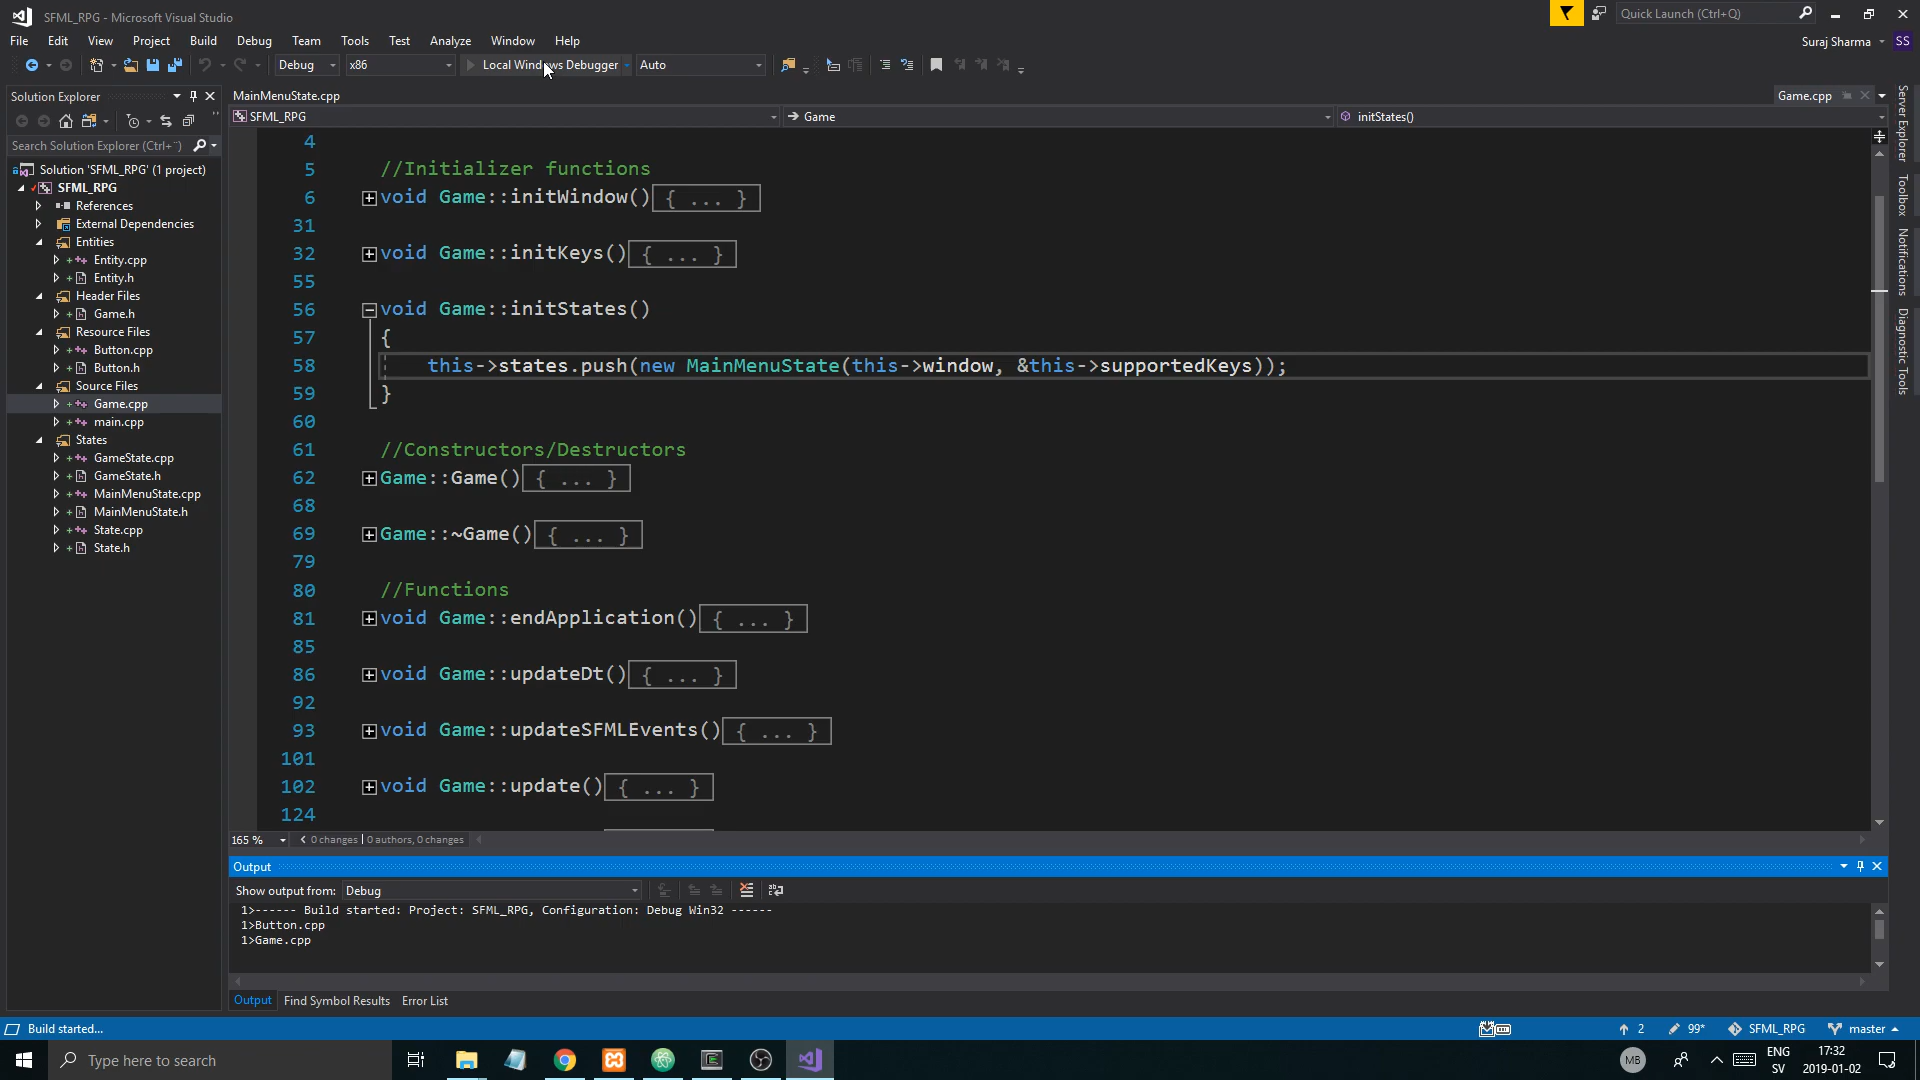 SFML_RPG - Microsoft Visual Studio
Quick Launch (Ctrl+Q)
File Edit View Project Build Debug Team Tools Test Analyze Window Help
Suraj Sharma SS
Debug x86 Local Windows Debugger Auto
Solution Explorer
MainMenuState.cpp
Game.cpp
SFML_RPG
Game
initStates()
Search Solution Explorer (Ctrl+¨)
Solution 'SFML_RPG' (1 project)
SFML_RPG
References
External Dependencies
Entities
Entity.cpp
Entity.h
Header Files
Game.h
Resource Files
Button.cpp
Button.h
Source Files
Game.cpp
main.cpp
States
GameState.cpp
GameState.h
MainMenuState.cpp
MainMenuState.h
State.cpp
State.h
4
5 //Initializer functions
6 void Game::initWindow(){ ... }
31
32 void Game::initKeys(){ ... }
55
56 void Game::initStates()
57 {
58 this->states.push(new MainMenuState(this->window, &this->supportedKeys));
59 }
60
61 //Constructors/Destructors
62 Game::Game(){ ... }
68
69 Game::~Game(){ ... }
79
80 //Functions
81 void Game::endApplication(){ ... }
85
86 void Game::updateDt(){ ... }
92
93 void Game::updateSFMLEvents(){ ... }
101
102 void Game::update(){ ... }
124
165 % 0 changes | 0 authors, 0 changes
Server Explorer
Toolbox
Notifications
Diagnostic Tools
Output
Show output from: Debug
1>------ Build started: Project: SFML_RPG, Configuration: Debug Win32 ------
1>Button.cpp
1>Game.cpp
Output Find Symbol Results Error List
Build started...
2 99* SFML_RPG master
Type here to search
MB
ENG
SV
17:32
2019-01-02